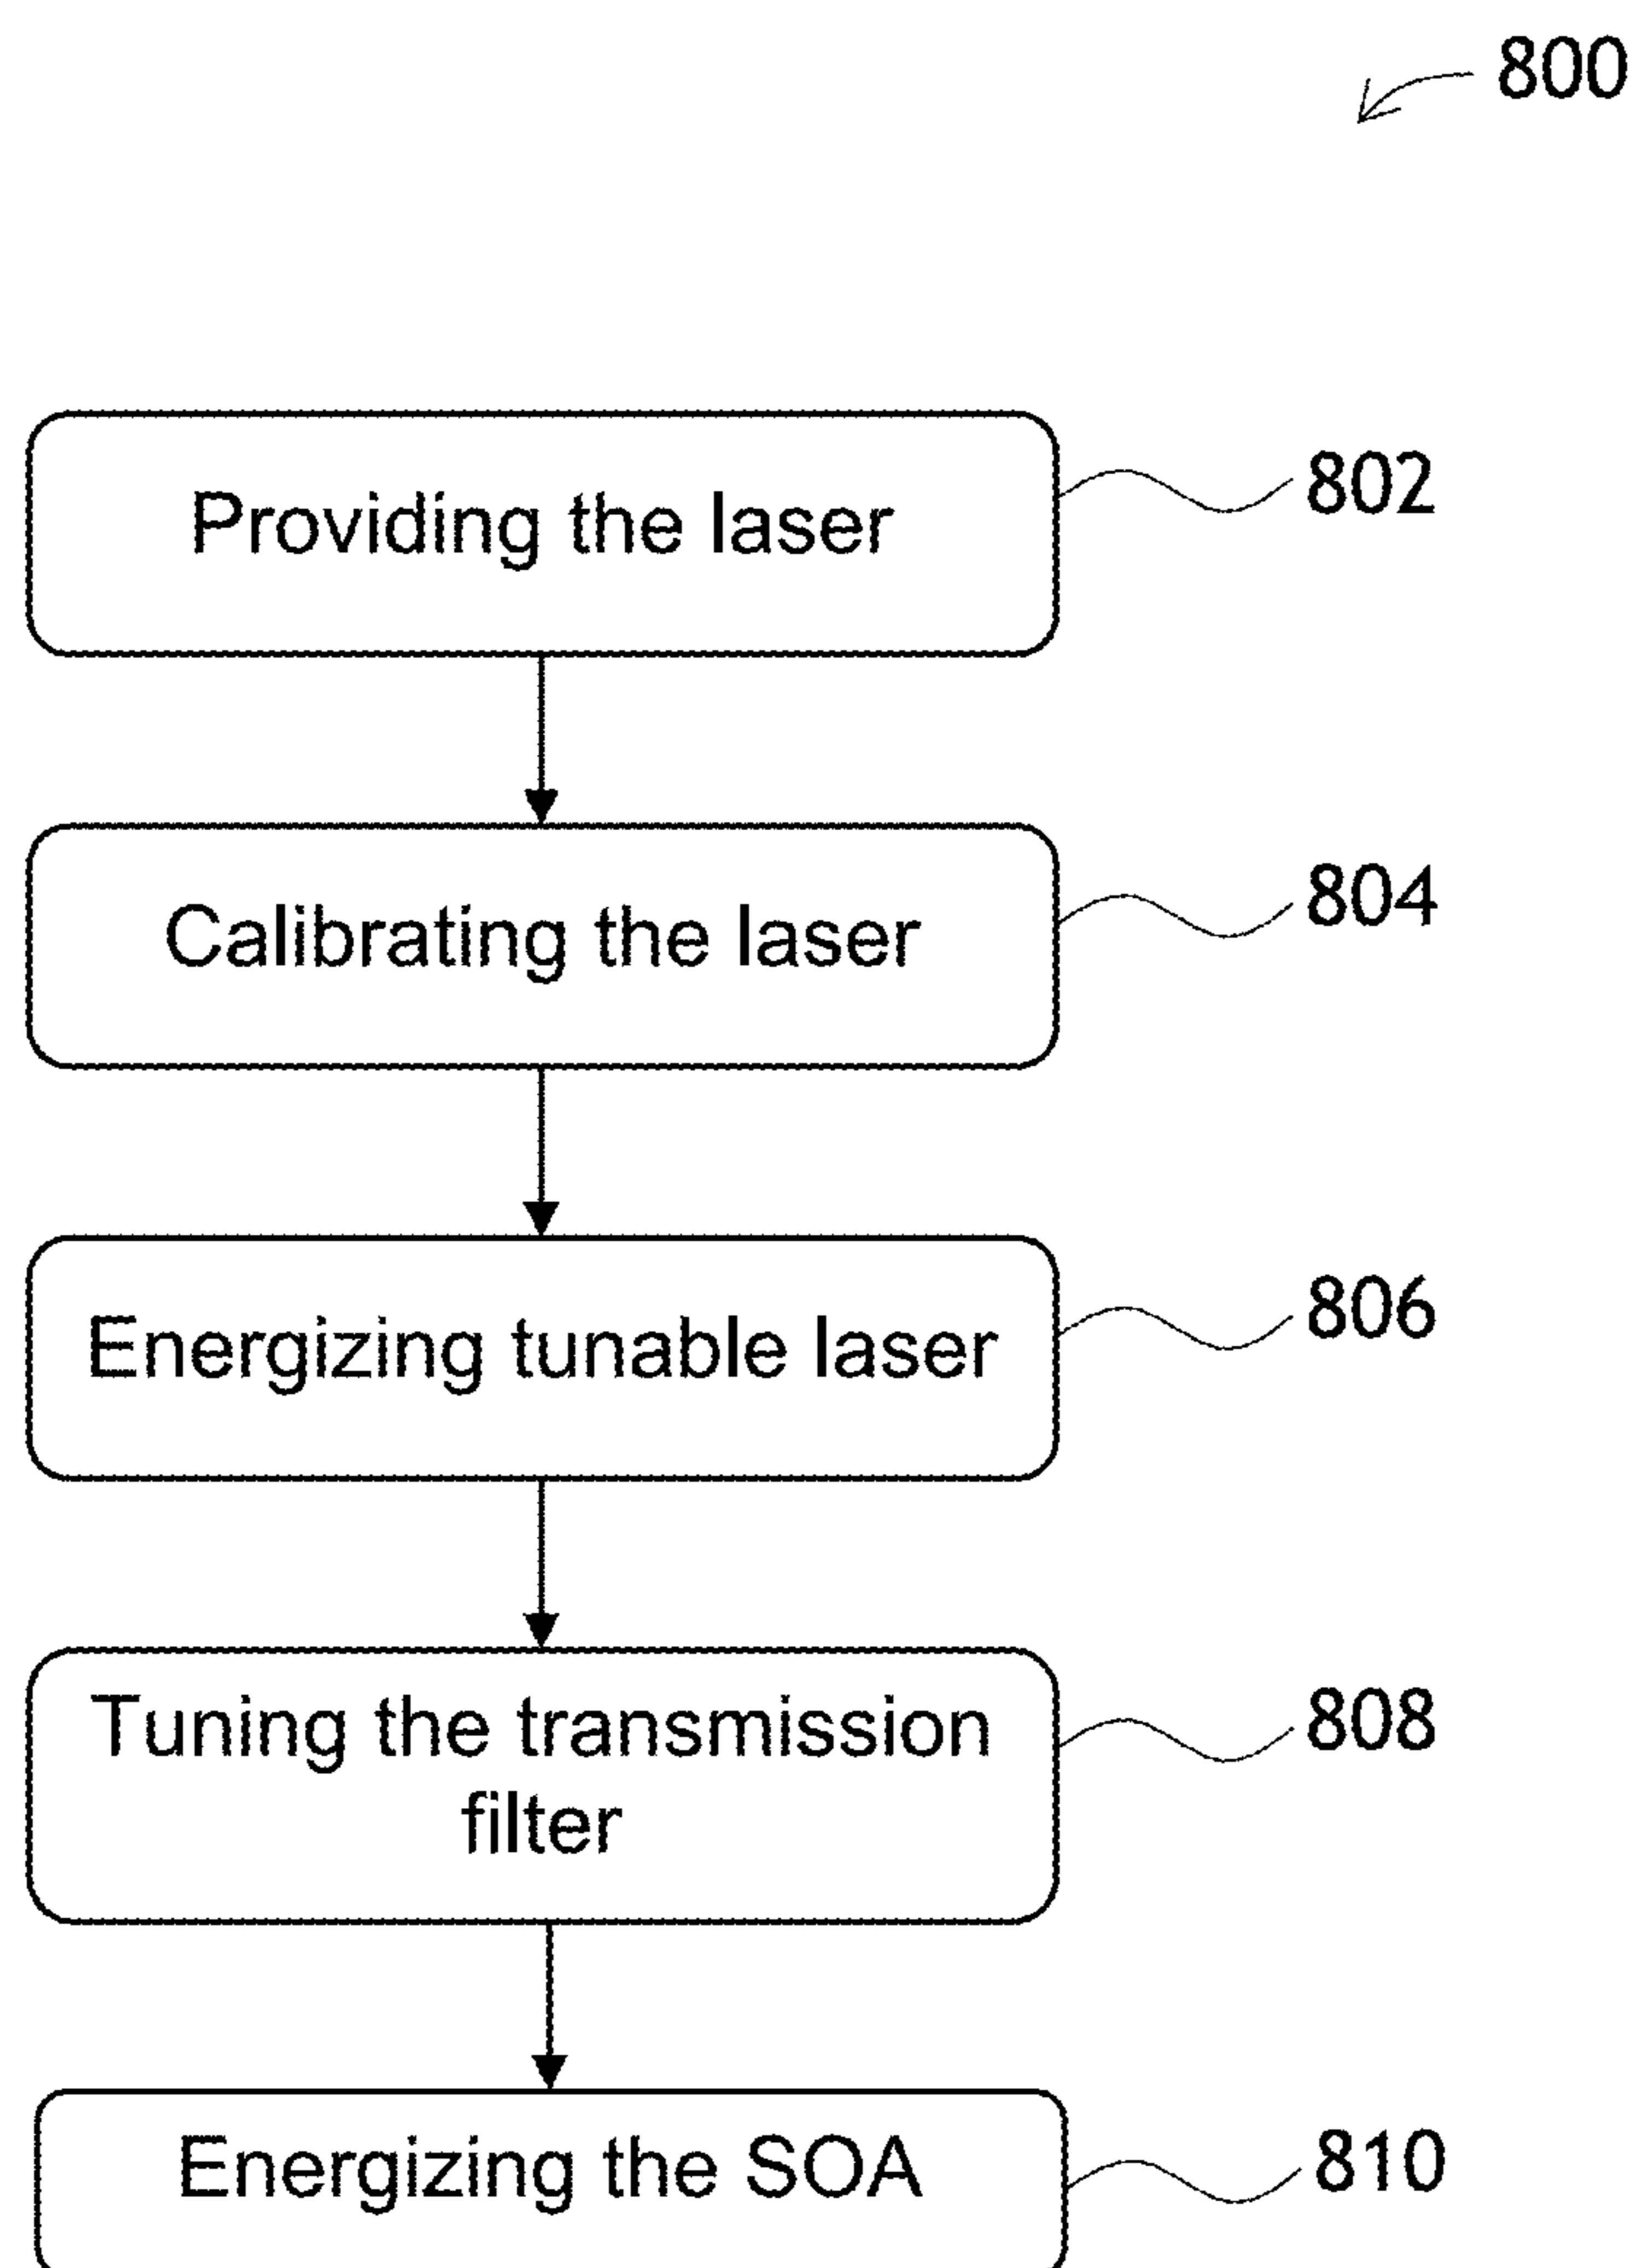 800
Providing the laser
802
Calibrating the laser
804
Energizing tunable laser
806
Tuning the transmission
filter
808
Energizing the SOA
810